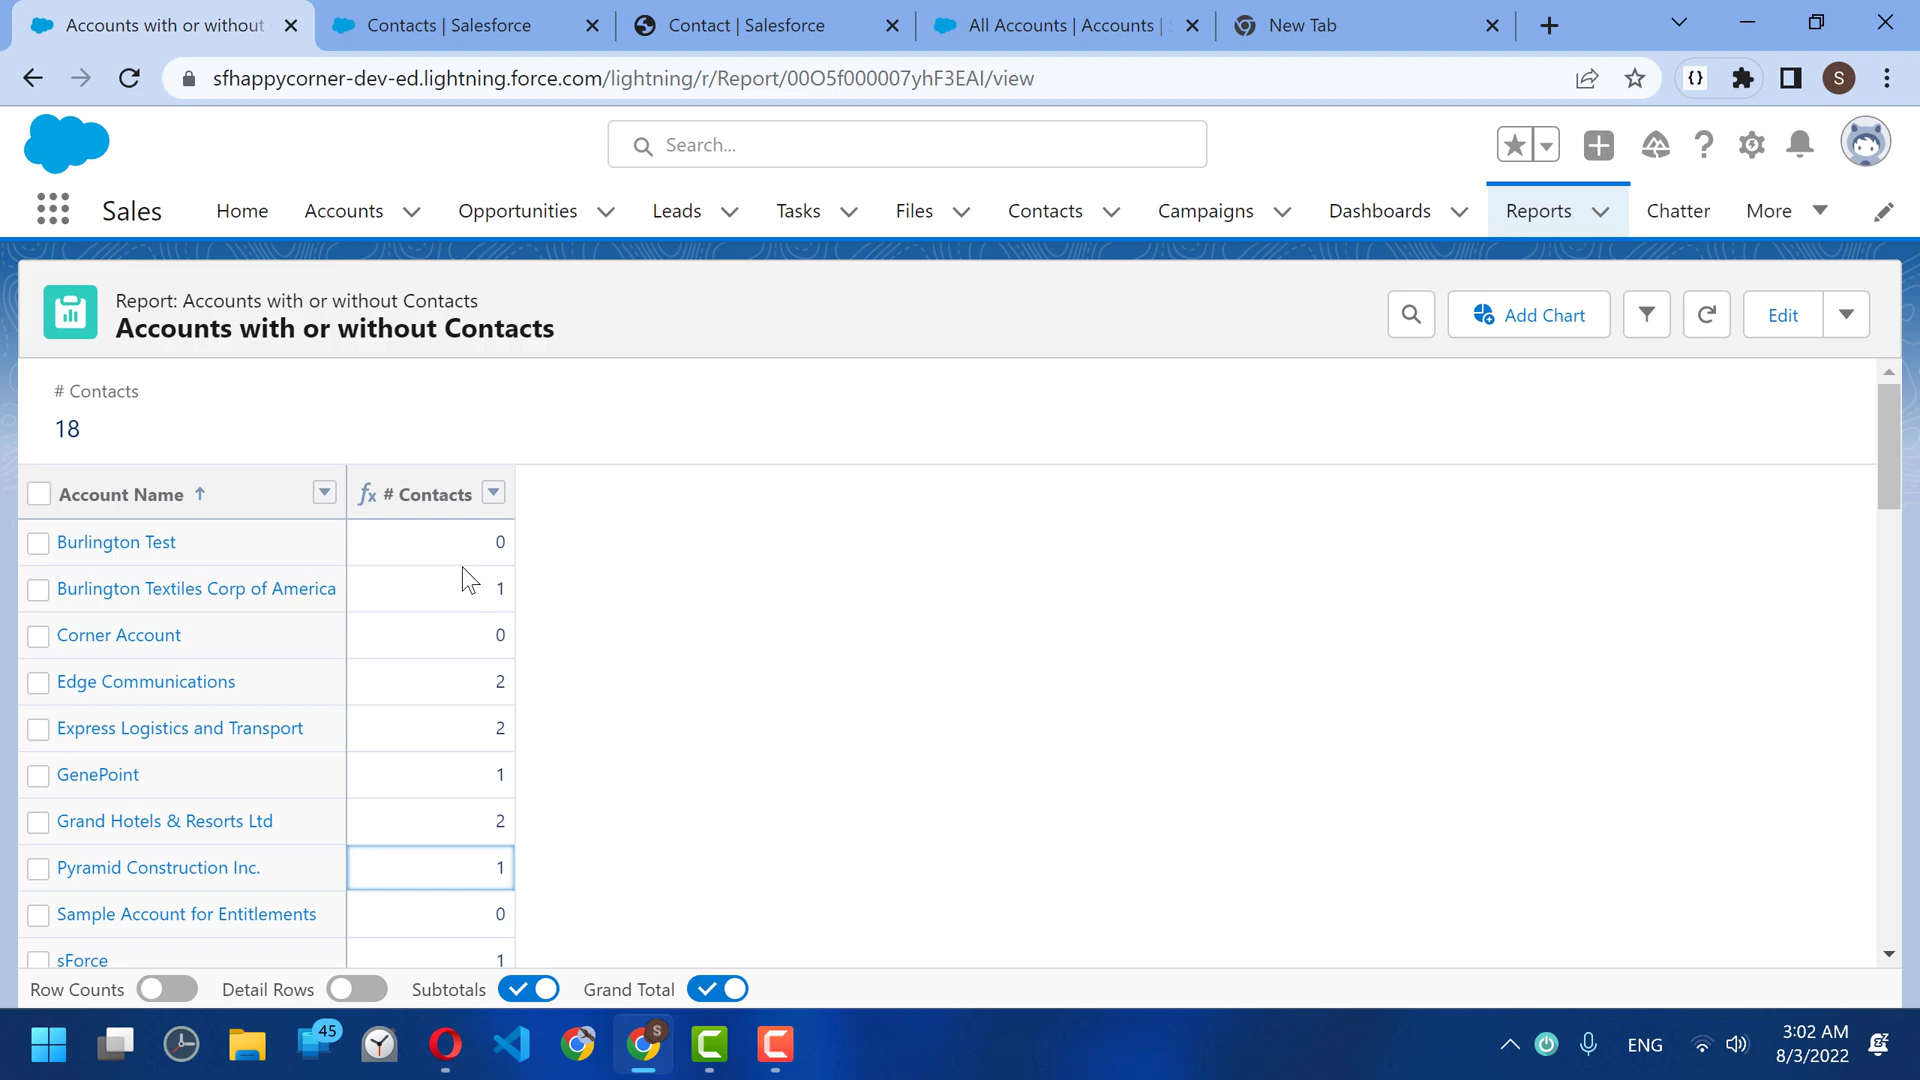 Accounts with or without
Contacts | Salesforce
Contact | Salesforce
All Accounts | Accounts |
New Tab
sfhappycorner-dev-ed.lightning.force.com/lightning/r/Report/00O5f000007yhF3EAI/view
S
Search...
Sales
Home
Accounts
Opportunities
Leads
Tasks
Files
Contacts
Campaigns
Dashboards
Reports
Chatter
More
Report: Accounts with or without Contacts
Accounts with or without Contacts
Add Chart
Edit
# Contacts
18
Account Name ↑
fx # Contacts
Burlington Test 0
Burlington Textiles Corp of America 1
Corner Account 0
Edge Communications 2
Express Logistics and Transport 2
GenePoint 1
Grand Hotels & Resorts Ltd 2
Pyramid Construction Inc. 1
Sample Account for Entitlements 0
sForce 1
Row Counts
Detail Rows
Subtotals
Grand Total
45
S
ENG
3:02 AM
8/3/2022